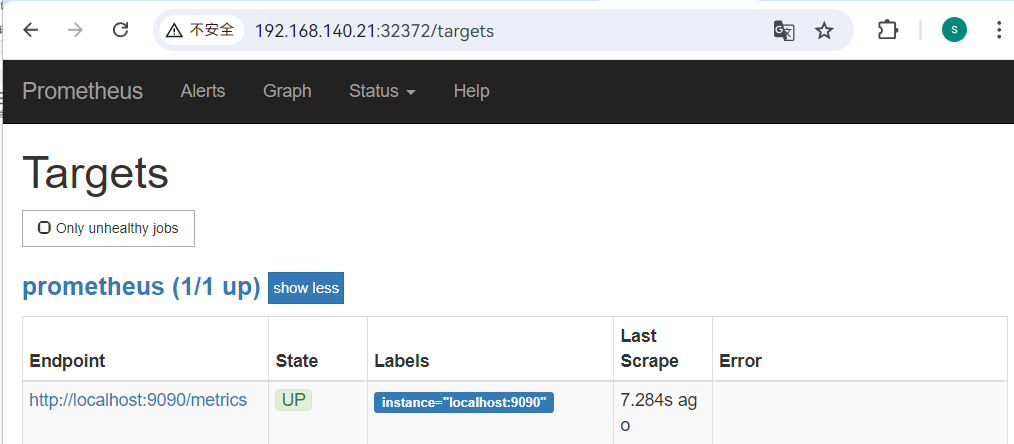 不安全 192.168.140.21:32372/targets s
Prometheus Alerts Graph Status Help
Targets
Only unhealthy jobs
prometheus (1/1 up) show less
Endpoint State Labels Last Scrape Error
http://localhost:9090/metrics UP instance="localhost:9090" 7.284s ag
o